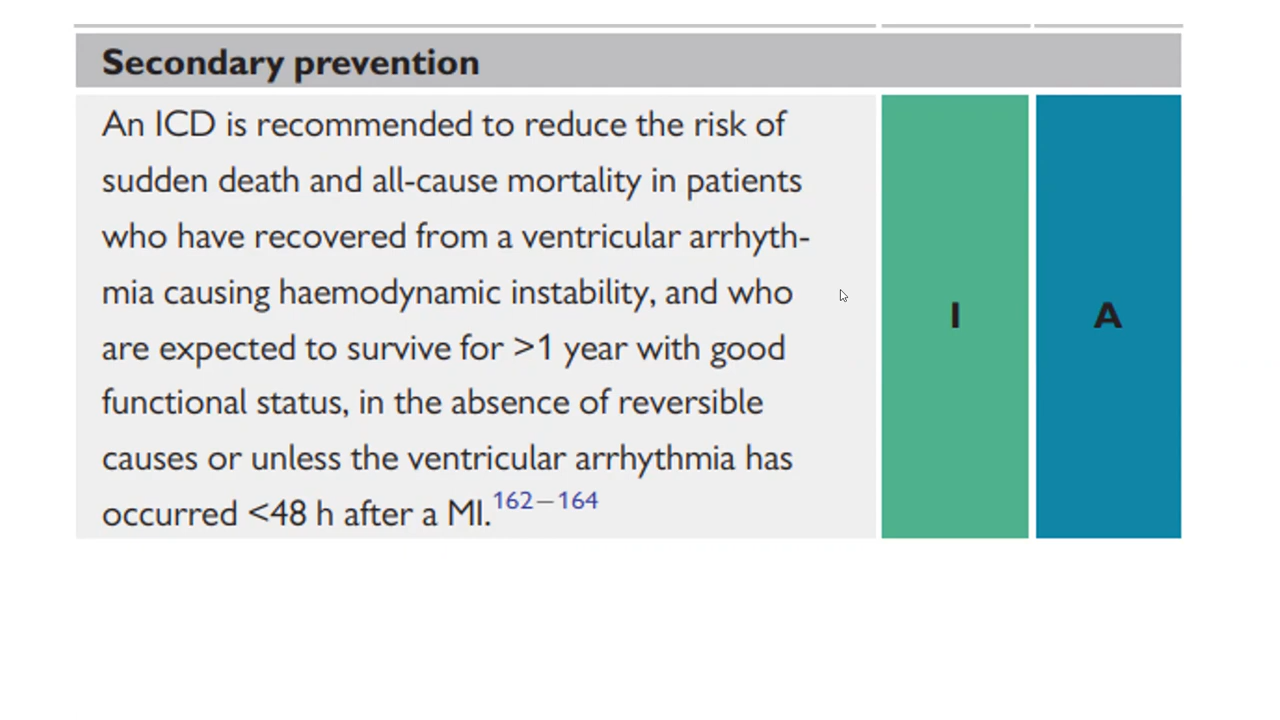 Secondary prevention
An ICD is recommended to reduce the risk of
sudden death and all-cause mortality in patients
who have recovered from a ventricular arrhyth-
mia causing haemodynamic instability, and who
are expected to survive for >1 year with good
functional status, in the absence of reversible
causes or unless the ventricular arrhythmia has
occurred <48 h after a MI.162–164
I
A